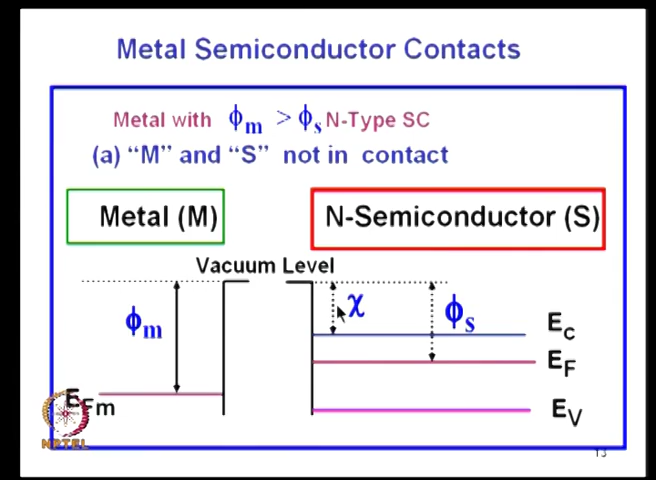 Metal Semiconductor Contacts
Metal with ϕm > ϕs N-Type SC
(a) “M” and “S” not in contact
Metal (M)
N-Semiconductor (S)
Vacuum Level
ϕm
χ
ϕs
Ec
EF
EFm
EV
NPTEL
13